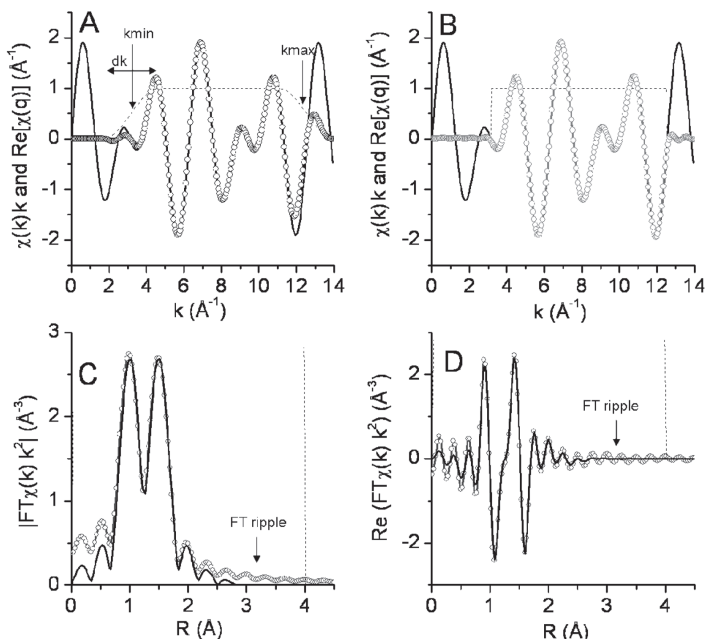 A
kmin
dk
kmax
χ(k)k and Re[χ(q)] (Å⁻¹)
2
1
0
-1
-2
0 2 4 6 8 10 12 14
k (Å⁻¹)
B
χ(k)k and Re[χ(q)] (Å⁻¹)
2
1
0
-1
-2
0 2 4 6 8 10 12 14
k (Å⁻¹)
C
FT ripple
|FTχ(k) k²| (Å⁻³)
3
2
1
0
0 1 2 3 4
R (Å)
D
FT ripple
Re (FTχ(k) k²) (Å⁻³)
3
2
0
-2
0 1 2 3 4
R (Å)